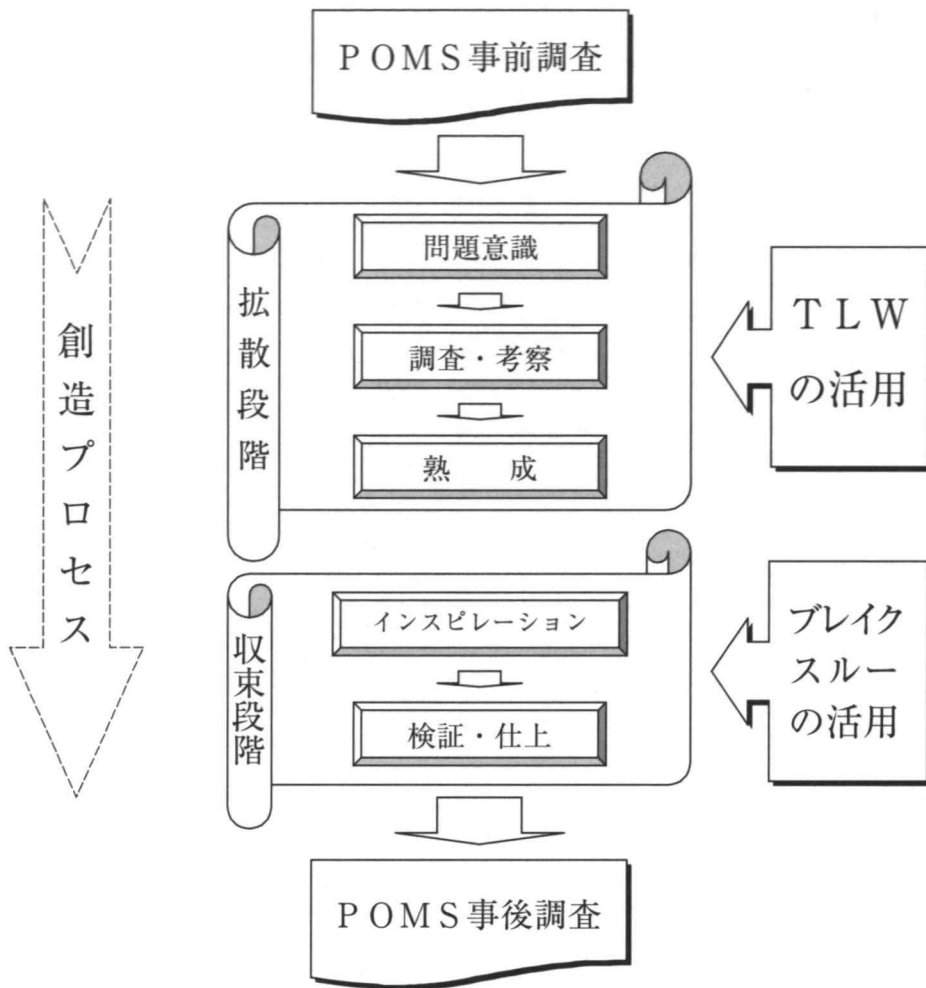 POMS事前調査
創造プロセス
拡散段階
問題意識
調査・考察
熟　　成
TLW
の活用
収束段階
インスピレーション
検証・仕上
ブレイク
スルー
の活用
POMS事後調査